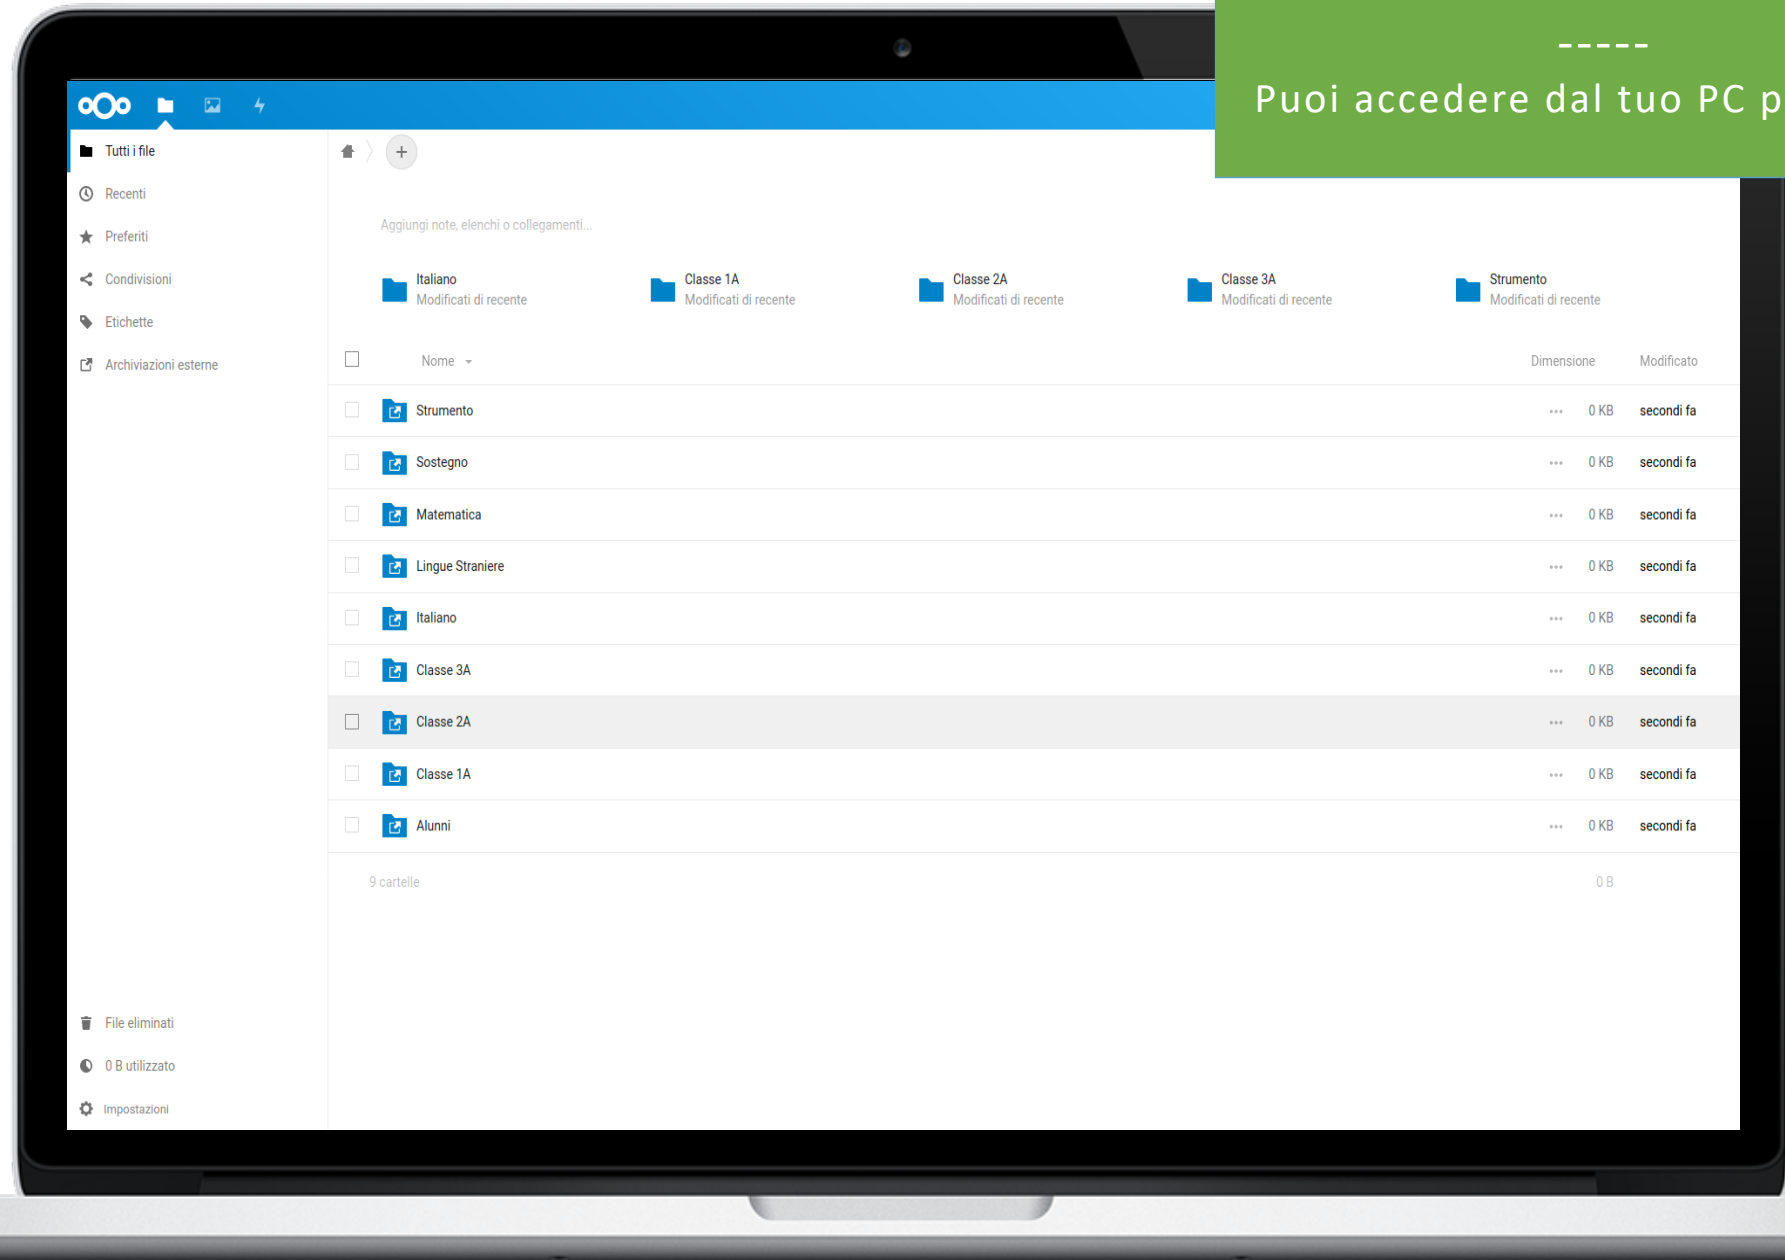 -----
Puoi accedere dal tuo PC p
Tutti i file
Recenti
Preferiti
Condivisioni
Etichette
Archiviazioni esterne
File eliminati
0 B utilizzato
Impostazioni
+
Aggiungi note, elenchi o collegamenti...
Italiano
Modificati di recente
Classe 1A
Modificati di recente
Classe 2A
Modificati di recente
Classe 3A
Modificati di recente
Strumento
Modificati di recente
Nome Dimensione Modificato
Strumento ... 0 KB secondi fa
Sostegno ... 0 KB secondi fa
Matematica ... 0 KB secondi fa
Lingue Straniere ... 0 KB secondi fa
Italiano ... 0 KB secondi fa
Classe 3A ... 0 KB secondi fa
Classe 2A ... 0 KB secondi fa
Classe 1A ... 0 KB secondi fa
Alunni ... 0 KB secondi fa
9 cartelle 0 B